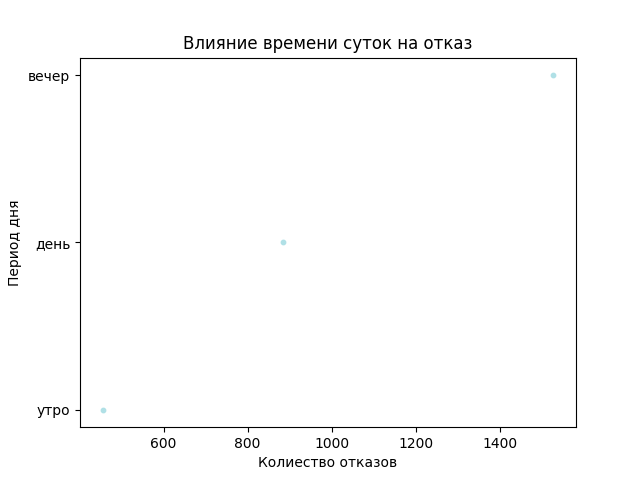 Влияние времени суток на отказ
вечер
день
утро
Период дня
600 800 1000 1200 1400
Колиество отказов